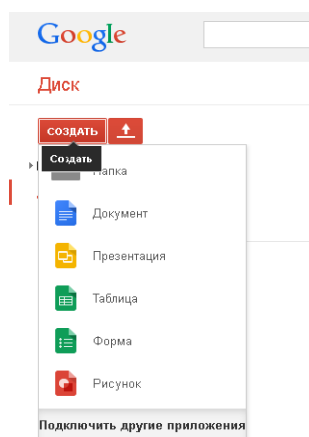 Google
Диск
СОЗДАТЬ
Создать
Папка
Документ
Презентация
Таблица
Форма
Рисунок
Подключить другие приложения